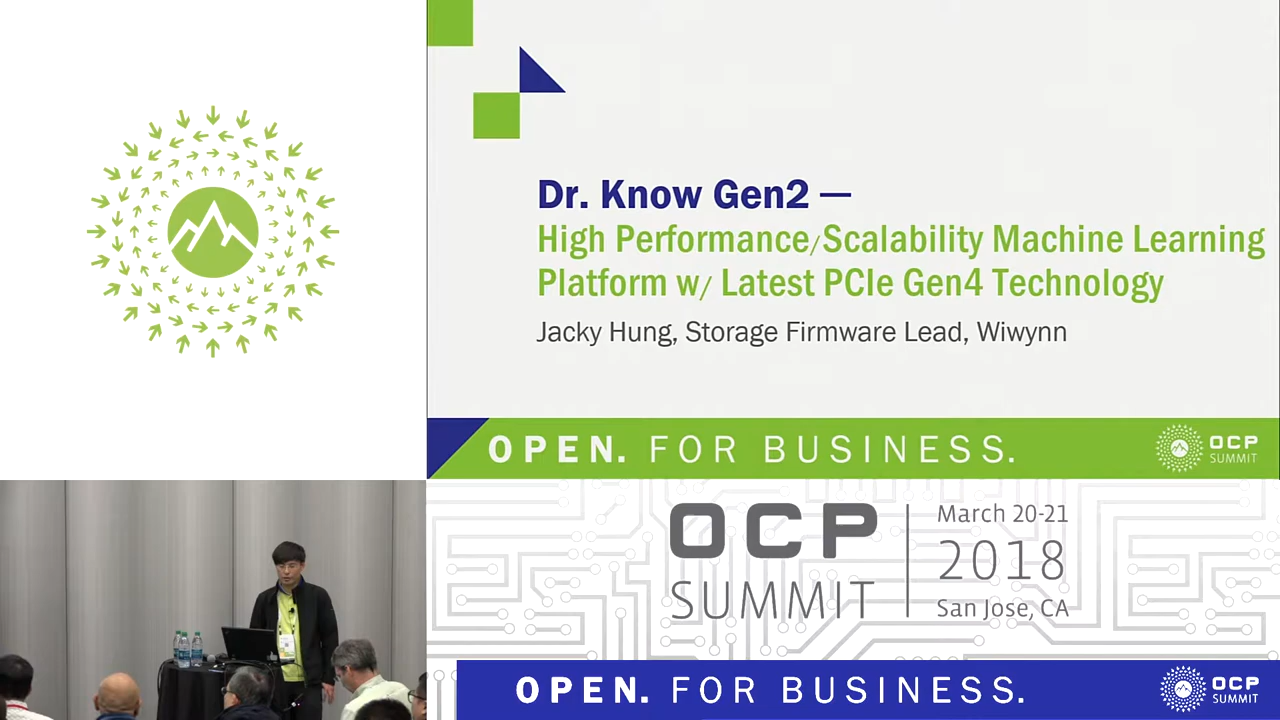 Dr. Know Gen2 —
High Performance/Scalability Machine Learning
Platform w/ Latest PCIe Gen4 Technology
Jacky Hung, Storage Firmware Lead, Wiwynn
OPEN. FOR BUSINESS.
OCP
SUMMIT
OCP
SUMMIT
March 20-21
2018
San Jose, CA
OPEN. FOR BUSINESS.
OCP
SUMMIT